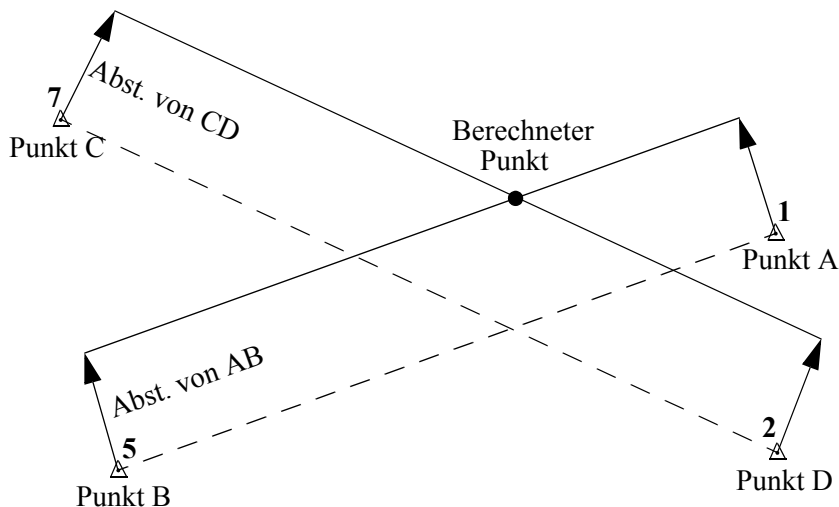 Abst. von CD
7
Punkt C
Berechneter
Punkt
1
Punkt A
Abst. von AB
5
Punkt B
2
Punkt D